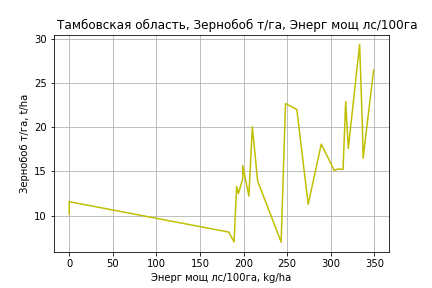 Тамбовская область, Зернобоб т/га, Энерг мощ лс/100га
30
25
20
15
10
Зернобоб т/га, t/ha
0 50 100 150 200 250 300 350
Энерг мощ лс/100га, kg/ha